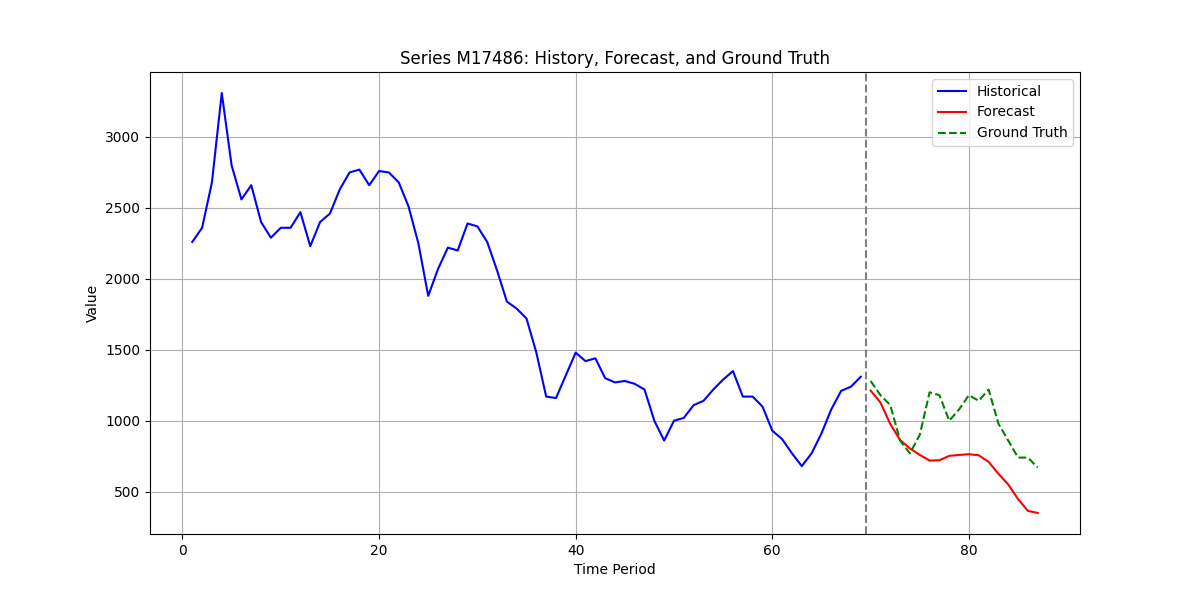 Series M17486: History, Forecast, and Ground Truth
Historical
Forecast
Ground Truth
3000
2500
2000
1500
1000
500
Value
0 20 40 60 80
Time Period